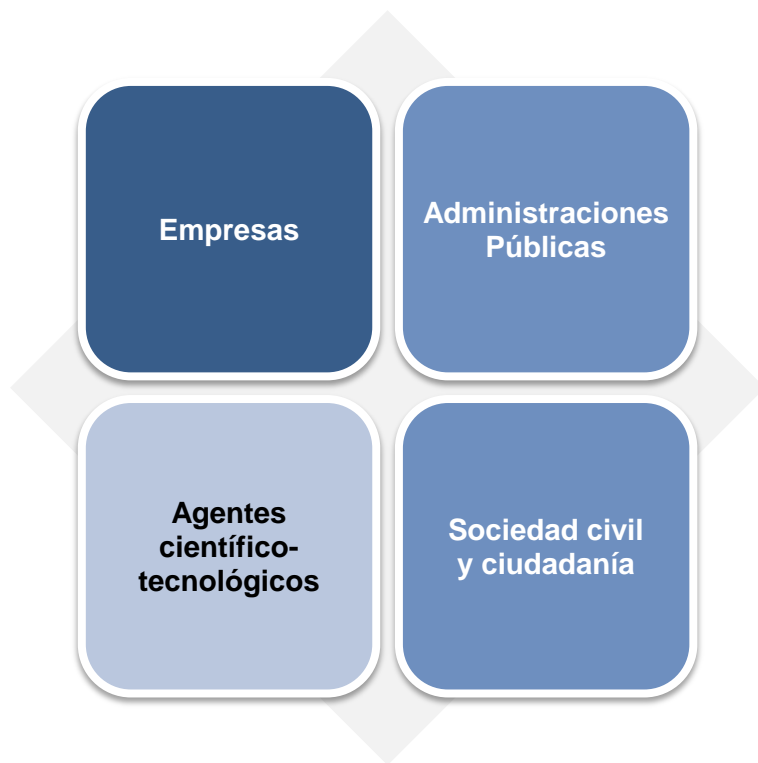 Empresas
Administraciones
Públicas
Agentes
científico-
tecnológicos
Sociedad civil
y ciudadanía